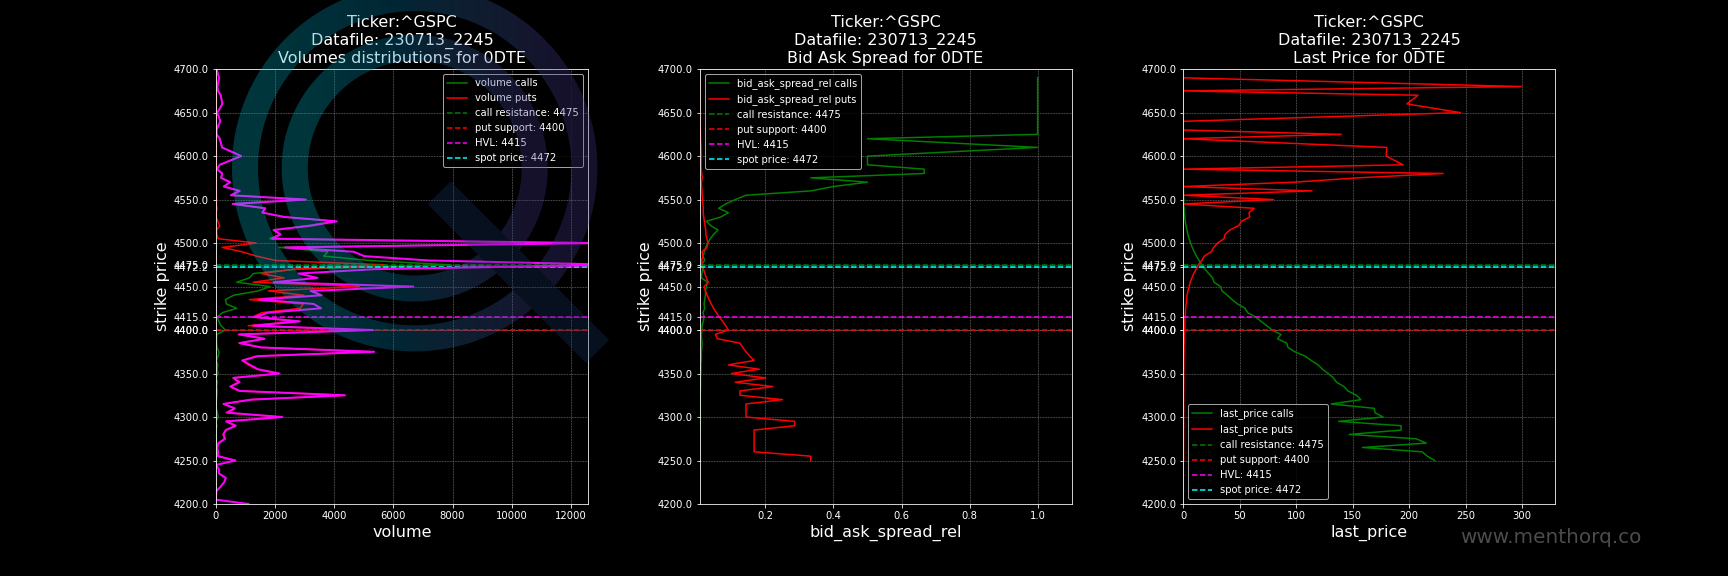 Ticker:^GSPC
Datafile: 230713_2245
Volumes distributions for 0DTE
4700.0
4650.0
4600.0
4550.0
4500.0
4475.0
4472.2
4450.0
4415.0
4400.0
4350.0
4300.0
4250.0
4200.0
strike price
0 2000 4000 6000 8000 10000 12000
volume
volume calls
volume puts
call resistance: 4475
put support: 4400
HVL: 4415
spot price: 4472
Ticker:^GSPC
Datafile: 230713_2245
Bid Ask Spread for 0DTE
4700.0
4650.0
4600.0
4550.0
4500.0
4475.0
4472.2
4450.0
4415.0
4400.0
4350.0
4300.0
4250.0
4200.0
strike price
0.2 0.4 0.6 0.8 1.0
bid_ask_spread_rel
bid_ask_spread_rel calls
bid_ask_spread_rel puts
call resistance: 4475
put support: 4400
HVL: 4415
spot price: 4472
Ticker:^GSPC
Datafile: 230713_2245
Last Price for 0DTE
4700.0
4650.0
4600.0
4550.0
4500.0
4475.0
4472.2
4450.0
4415.0
4400.0
4350.0
4300.0
4250.0
4200.0
strike price
0 50 100 150 200 250 300
last_price
last_price calls
last_price puts
call resistance: 4475
put support: 4400
HVL: 4415
spot price: 4472
www.menthorq.co